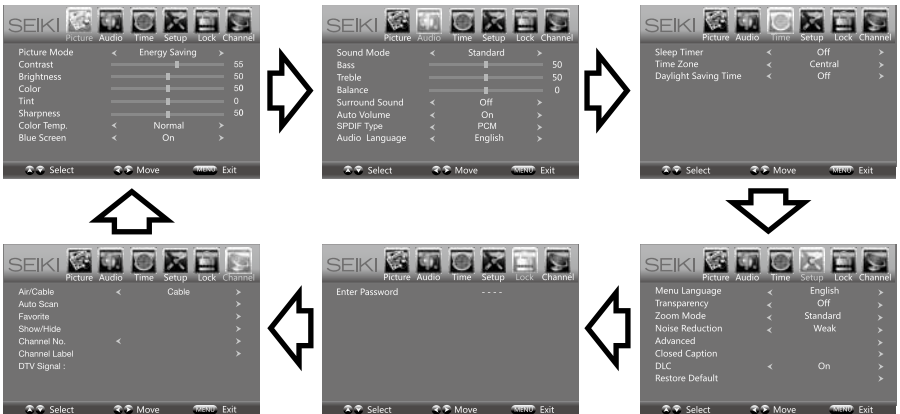 SEIKI Picture Audio Time Setup Lock Channel
Picture Mode Energy Saving
Contrast 55
Brightness 50
Color 50
Tint 0
Sharpness 50
Color Temp. Normal
Blue Screen On
Select Move MENU Exit
SEIKI Picture Audio Time Setup Lock Channel
Sound Mode Standard
Bass 50
Treble 50
Balance 0
Surround Sound Off
Auto Volume On
SPDIF Type PCM
Audio Language English
Select Move MENU Exit
SEIKI Picture Audio Time Setup Lock Channel
Sleep Timer Off
Time Zone Central
Daylight Saving Time Off
Select Move MENU Exit
SEIKI Picture Audio Time Setup Lock Channel
Air/Cable Cable
Auto Scan
Favorite
Show/Hide
Channel No.
Channel Label
DTV Signal :
Select Move MENU Exit
SEIKI Picture Audio Time Setup Lock Channel
Enter Password - - - -
Select Move MENU Exit
SEIKI Picture Audio Time Setup Lock Channel
Menu Language English
Transparency Off
Zoom Mode Standard
Noise Reduction Weak
Advanced
Closed Caption
DLC On
Restore Default
Select Move MENU Exit